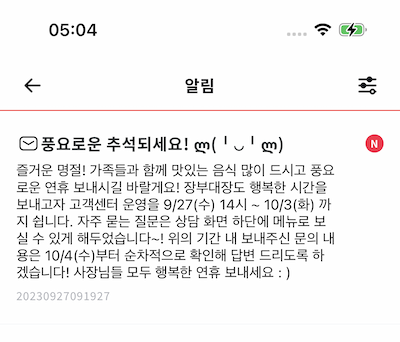 05:04
알림
풍요로운 추석되세요! ლ( ╹ ◡ ╹ ლ)
N
즐거운 명절! 가족들과 함께 맛있는 음식 많이 드시고 풍요
로운 연휴 보내시길 바랄게요! 장부대장도 행복한 시간을
보내고자 고객센터 운영을 9/27(수) 14시 ~ 10/3(화) 까
지 쉽니다. 자주 묻는 질문은 상담 화면 하단에 메뉴로 보
실 수 있게 해두었습니다~! 위의 기간 내 보내주신 문의 내
용은 10/4(수)부터 순차적으로 확인해 답변 드리도록 하
겠습니다! 사장님들 모두 행복한 연휴 보내세요 : )
20230927091927